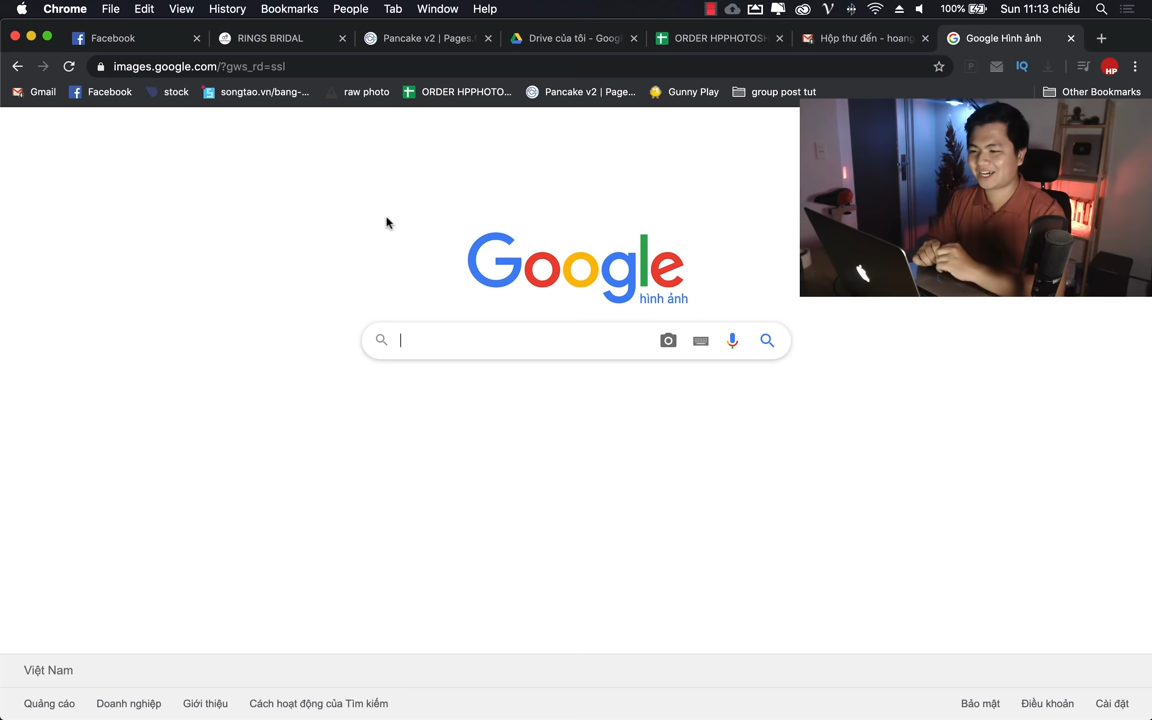 Chrome File Edit View History Bookmarks People Tab Window Help 100% Sun 11:13 chiều
Facebook RINGS BRIDAL Pancake v2 | Pages. Drive của tôi - Goog ORDER HPPHOTOSH Hộp thư đến - hoang Google Hình ảnh
images.google.com/?gws_rd=ssl P IQ HP
Gmail Facebook stock songtao.vn/bang-... raw photo ORDER HPPHOTO... Pancake v2 | Page... Gunny Play group post tut Other Bookmarks
Google
hình ảnh
Việt Nam
Quảng cáo Doanh nghiệp Giới thiệu Cách hoạt động của Tìm kiếm Bảo mật Điều khoản Cài đặt